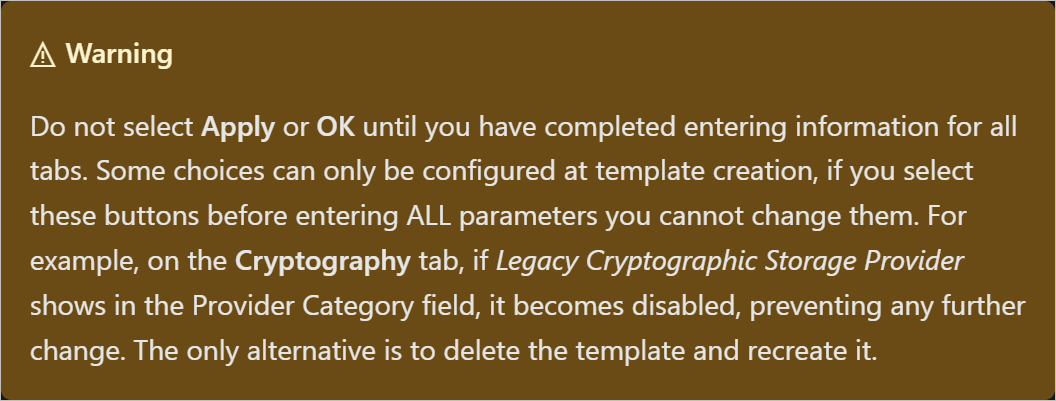 ⚠ Warning
Do not select Apply or OK until you have completed entering information for all
tabs. Some choices can only be configured at template creation, if you select
these buttons before entering ALL parameters you cannot change them. For
example, on the Cryptography tab, if Legacy Cryptographic Storage Provider
shows in the Provider Category field, it becomes disabled, preventing any further
change. The only alternative is to delete the template and recreate it.